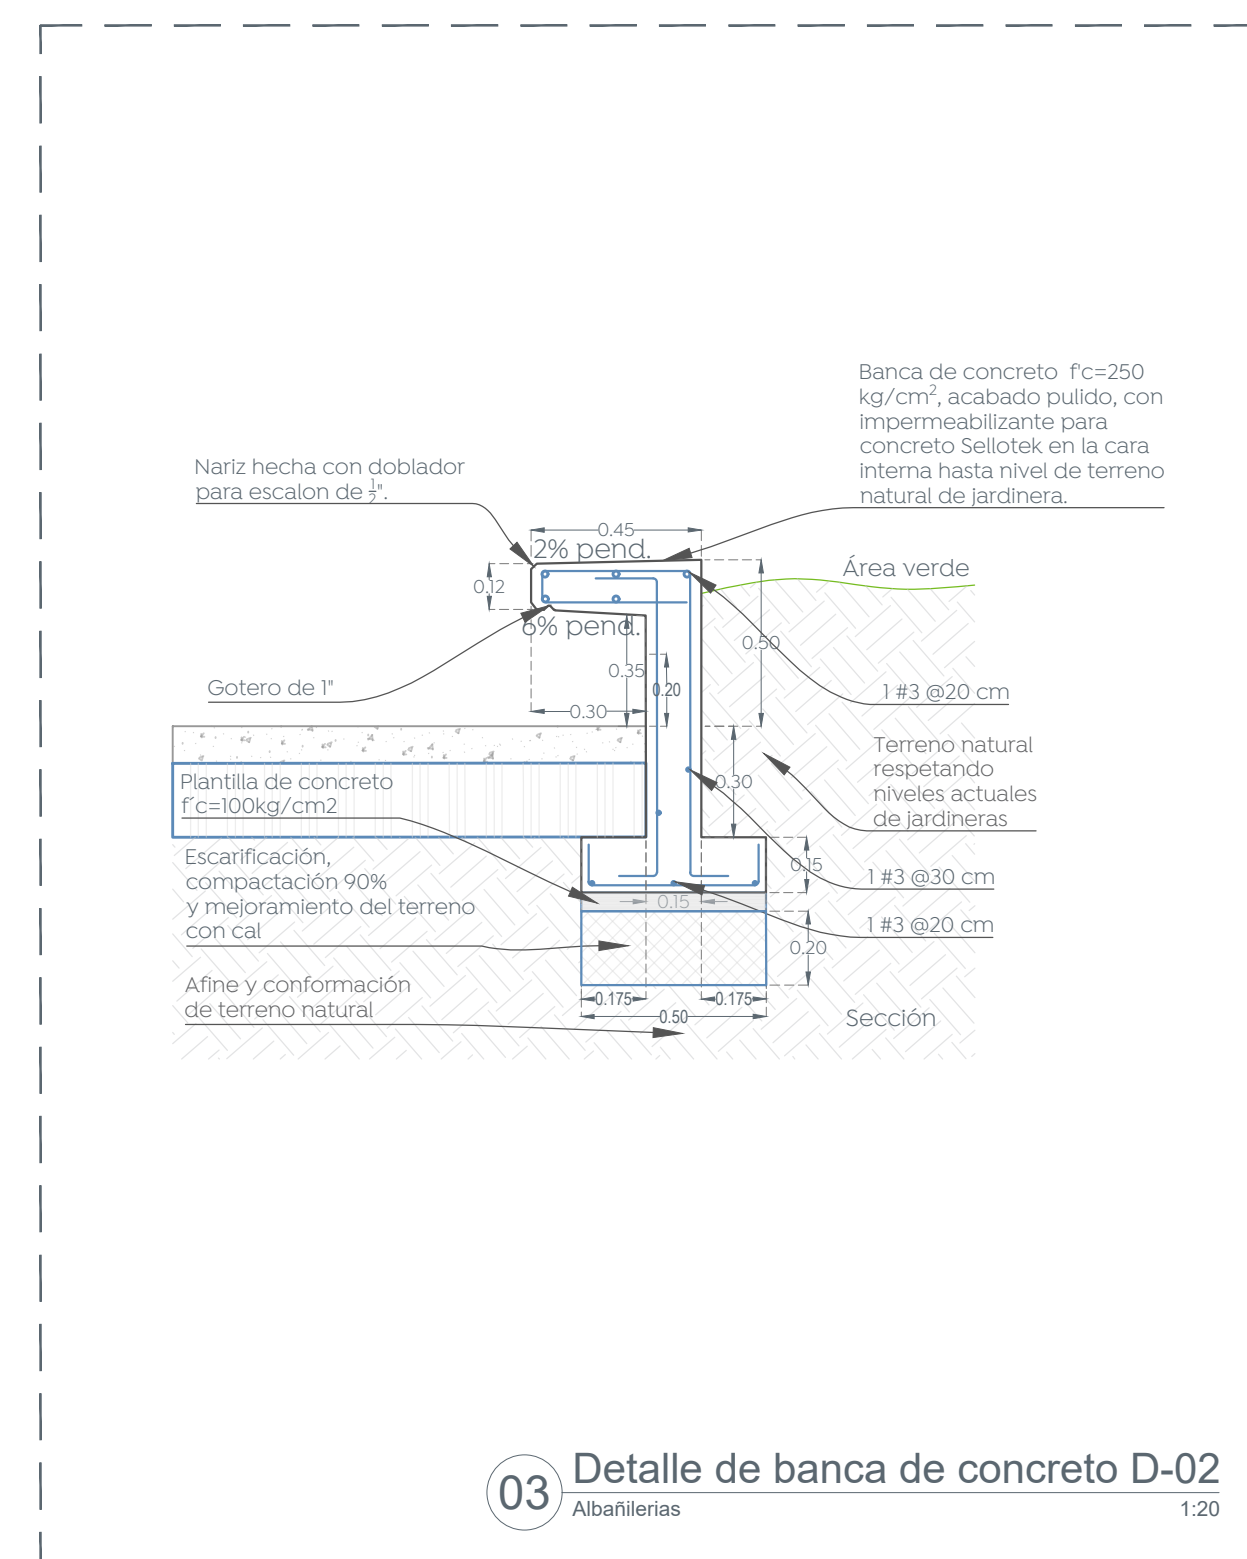 Banca de concreto f'c=250
kg/cm², acabado pulido, con
impermeabilizante para
concreto Sellotek en la cara
interna hasta nivel de terreno
natural de jardinera.
Nariz hecha con doblador
para escalon de ½".
0.45
2% pend.
0.12
6% pend.
Área verde
0.50
0.35
0.20
Gotero de 1"
0.30
1 #3 @20 cm
Terreno natural
respetando
niveles actuales
de jardineras
0.30
Plantilla de concreto
f´c=100kg/cm2
Escarificación,
compactación 90%
y mejoramiento del terreno
con cal
0.15
1 #3 @30 cm
0.15
1 #3 @20 cm
0.20
Afine y conformación
de terreno natural
0.175
0.175
0.50
Sección
03
Detalle de banca de concreto D-02
Albañilerias
1:20